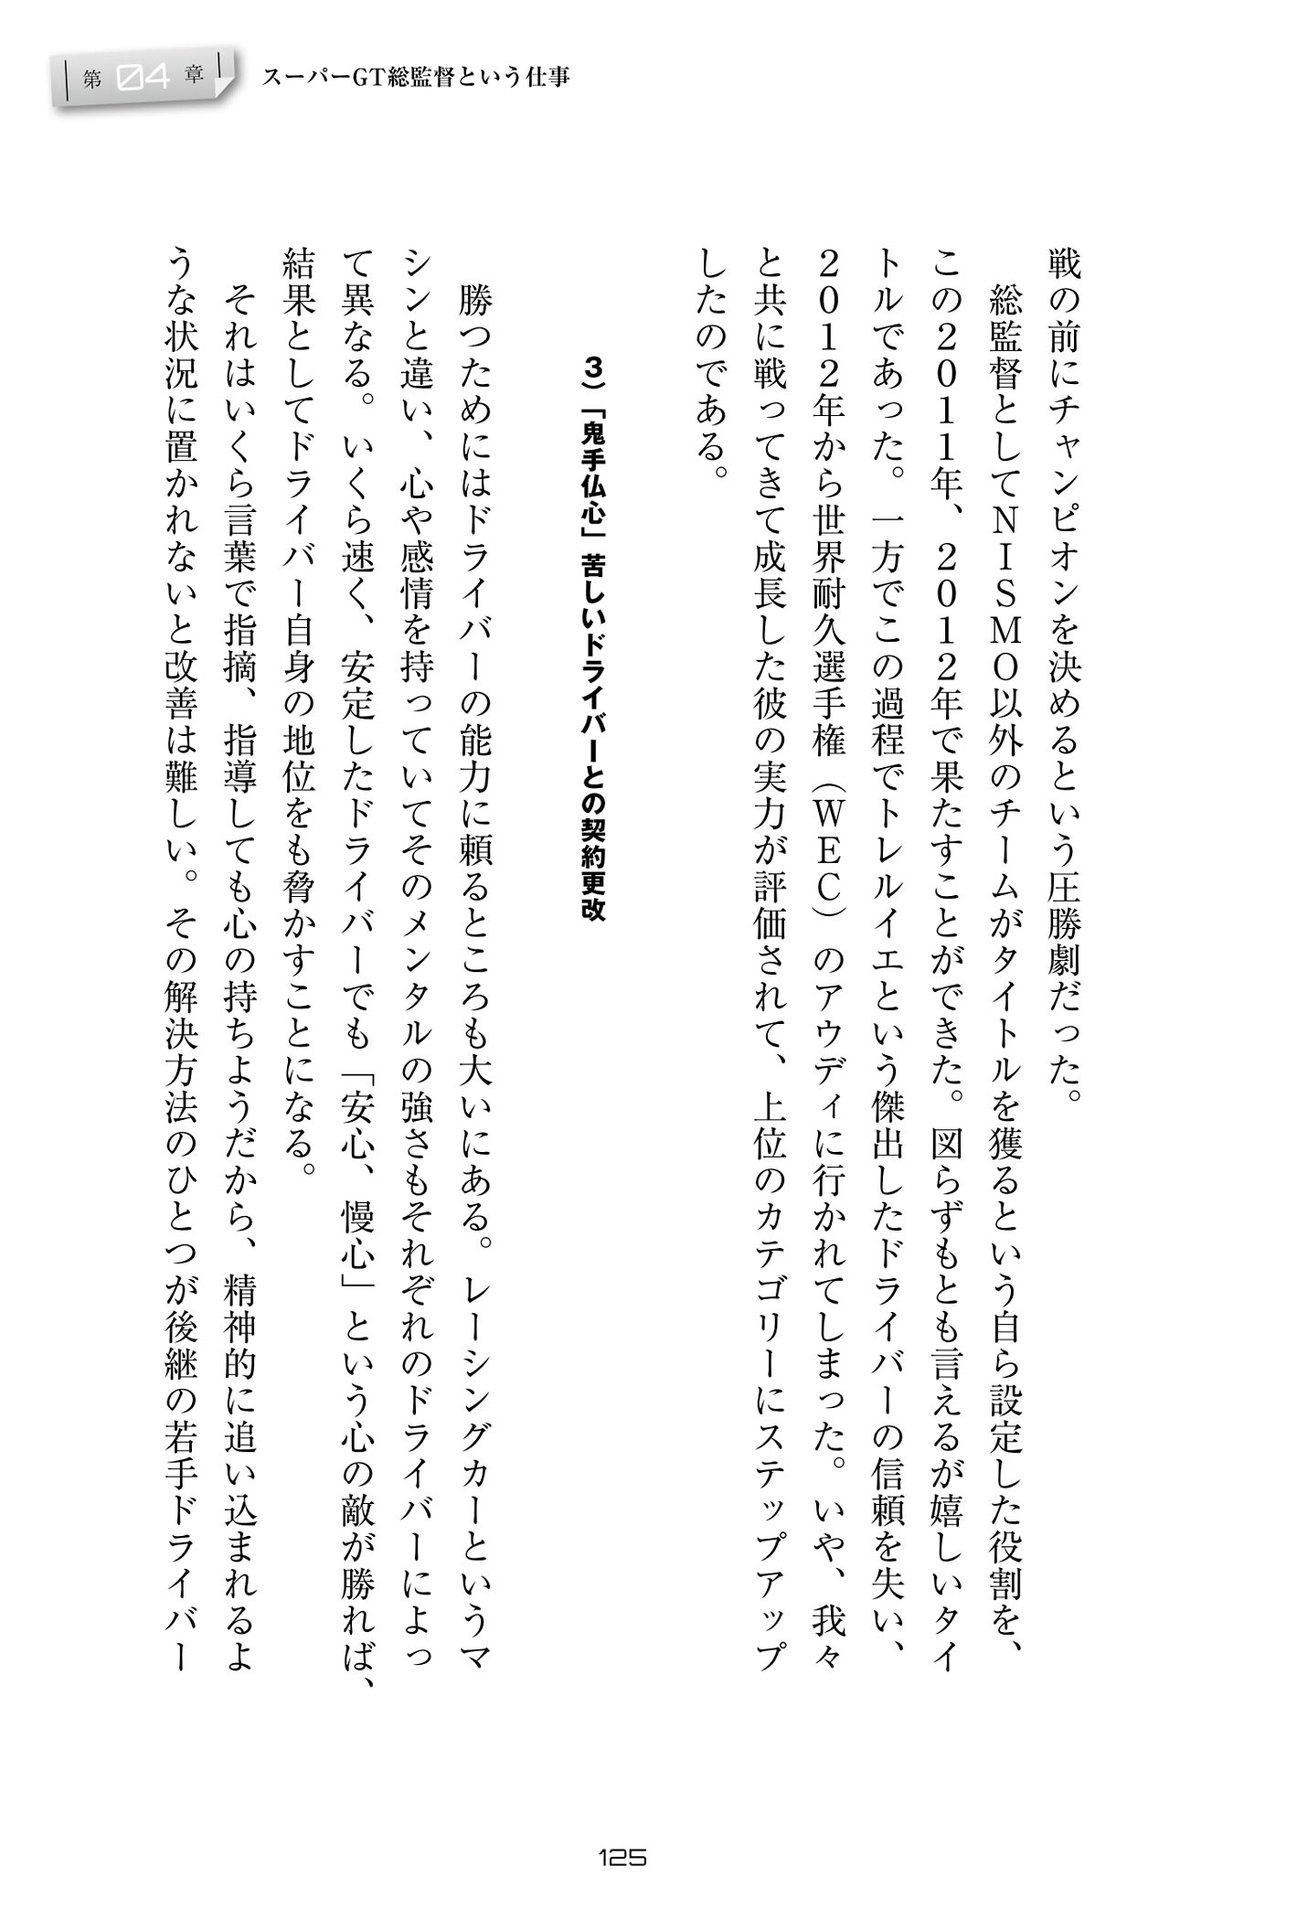 第04章
スーパーGT総監督という仕事
戦の前にチャンピオンを決めるという圧勝劇だった。
総監督としてNISMO以外のチームがタイトルを獲るという自ら設定した役割を、
この2011年、2012年で果たすことができた。図らずもとも言えるが嬉しいタイ
トルであった。一方でこの過程でトレルイエという傑出したドライバーの信頼を失い、
2012年から世界耐久選手権（WEC）のアウディに行かれてしまった。いや、我々
と共に戦ってきて成長した彼の実力が評価されて、上位のカテゴリーにステップアップ
したのである。
3）「鬼手仏心」苦しいドライバーとの契約更改
勝つためにはドライバーの能力に頼るところも大いにある。レーシングカーというマ
シンと違い、心や感情を持っていてそのメンタルの強さもそれぞれのドライバーによっ
て異なる。いくら速く、安定したドライバーでも「安心、慢心」という心の敵が勝れば、
結果としてドライバー自身の地位をも脅かすことになる。
それはいくら言葉で指摘、指導しても心の持ちようだから、精神的に追い込まれるよ
うな状況に置かれないと改善は難しい。その解決方法のひとつが後継の若手ドライバー
125